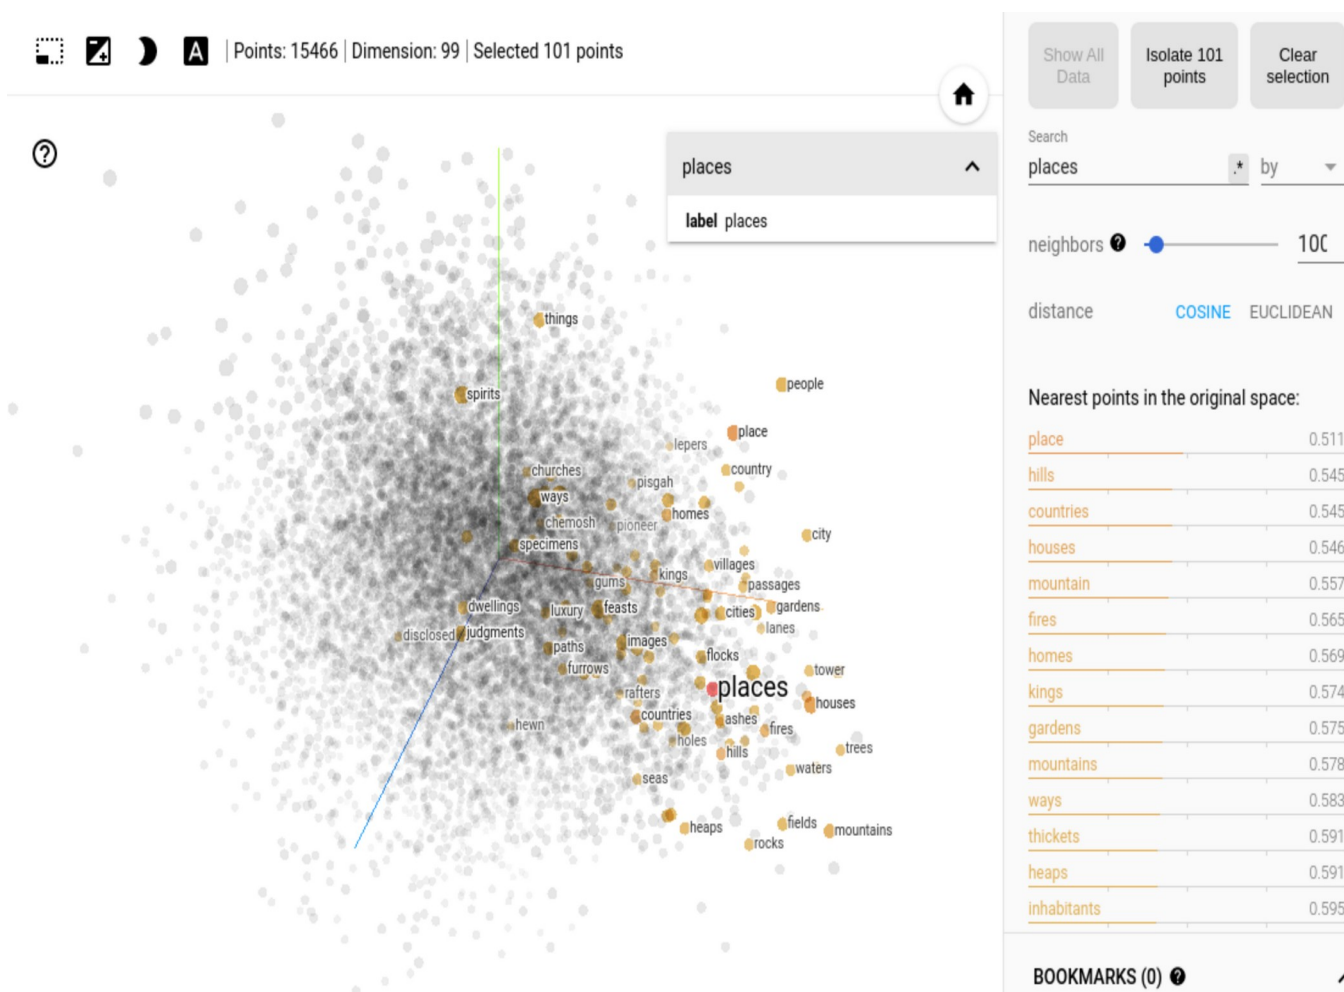 A | Points: 15466 | Dimension: 99 | Selected 101 points
Show All Data
Isolate 101 points
Clear selection
places
label places
Search
places .* by
neighbors 100
distance COSINE EUCLIDEAN
Nearest points in the original space:
place 0.511
hills 0.545
countries 0.545
houses 0.546
mountain 0.557
fires 0.565
homes 0.569
kings 0.574
gardens 0.575
mountains 0.578
ways 0.583
thickets 0.591
heaps 0.591
inhabitants 0.595
BOOKMARKS (0)
things
people
spirits
place
lepers
churches
country
pisgah
ways
homes
chemosh
pioneer
city
specimens
villages
kings
gums
passages
dwellings
luxury
feasts
cities
gardens
lanes
disclosed
judgments
paths
images
flocks
furrows
tower
places
rafters
houses
countries
ashes
hewn
fires
holes
hills
trees
waters
seas
heaps
fields
mountains
rocks